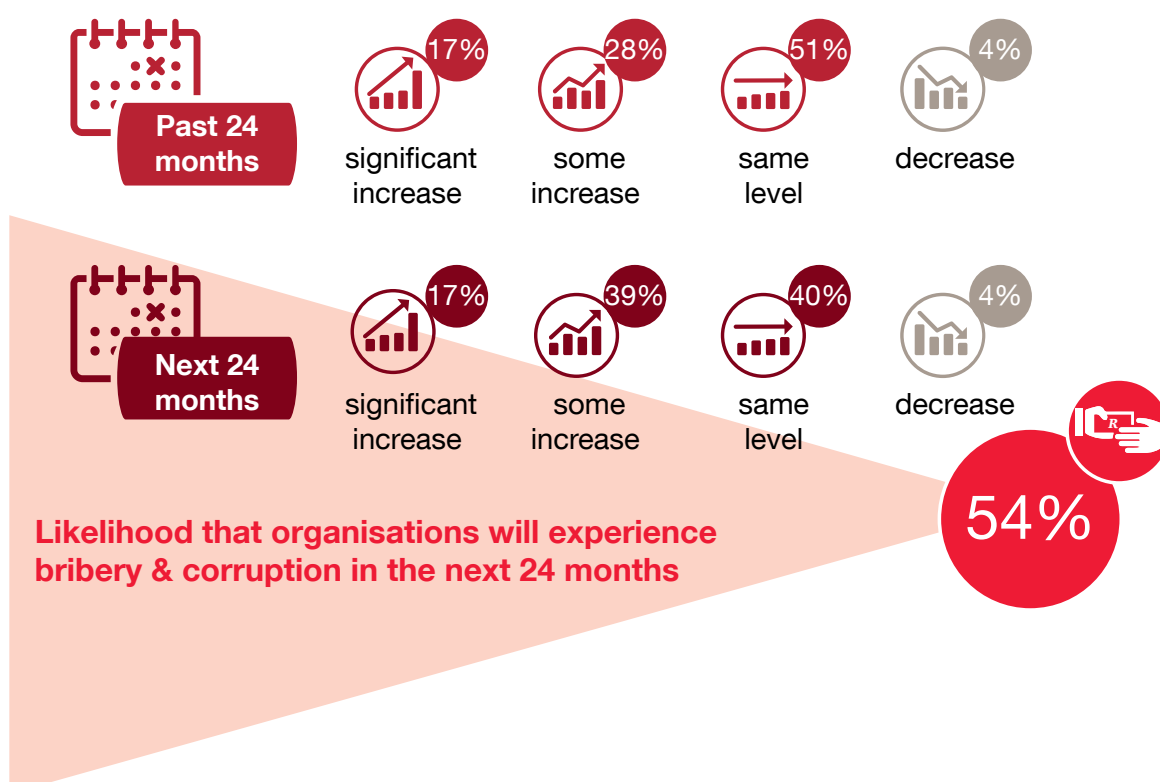 17%
28%
51%
4%
Past 24
months
significant
increase
some
increase
same
level
decrease
17%
39%
40%
4%
Next 24
months
significant
increase
some
increase
same
level
decrease
R
54%
Likelihood that organisations will experience
bribery & corruption in the next 24 months